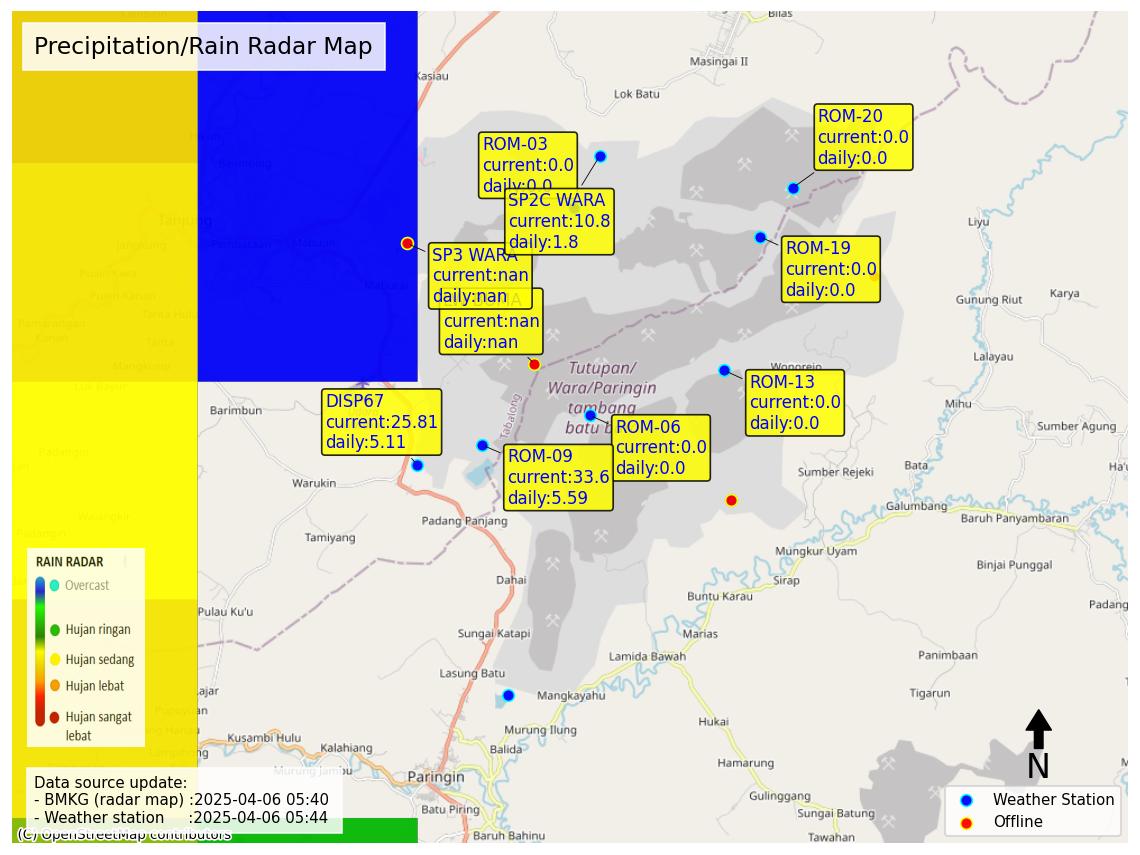 Precipitation/Rain Radar Map
Bilas
Masingai II
Kasiau
Lok Batu
ROM-20
current:0.0
daily:0.0
ROM-03
current:0.0
daily:0.0
SP2C WARA
current:10.8
daily:1.8
Tanjung
Liyu
SP3 WARA
current:nan
daily:nan
ROM-19
current:0.0
daily:0.0
current:nan
daily:nan
Gunung Riut
Karya
Lalayau
Wonorejo
Tutupan/
Wara/Paringin
tambang
batu b
Tabalong
ROM-13
current:0.0
daily:0.0
DISP67
current:25.81
daily:5.11
Barimbun
Mihu
ROM-06
current:0.0
daily:0.0
Sumber Agung
ROM-09
current:33.6
daily:5.59
Bata
Sumber Rejeki
Warukin
Galumbang
Padang Panjang
Baruh Panyambaran
Tamiyang
Mungkur Uyam
Binjai Punggal
RAIN RADAR
Overcast
Hujan ringan
Hujan sedang
Hujan lebat
Hujan sangat
lebat
Dahai
Sirap
Buntu Karau
Padang
Pulau Ku'u
Sungai Katapi
Marias
Lamida Bawah
Panimbaan
Lasung Batu
Mangkayahu
Tigarun
Hukai
Murung Ilung
Kusambi Hulu
Kalahiang
Balida
Hamarung
Murung Jambu
Paringin
N
Gulinggang
Data source update:
- BMKG (radar map) :2025-04-06 05:40
- Weather station :2025-04-06 05:44
Batu Piring
Sungai Batung
Weather Station
Offline
(C) OpenStreetMap contributors
Baruh Bahinu
Tawahan